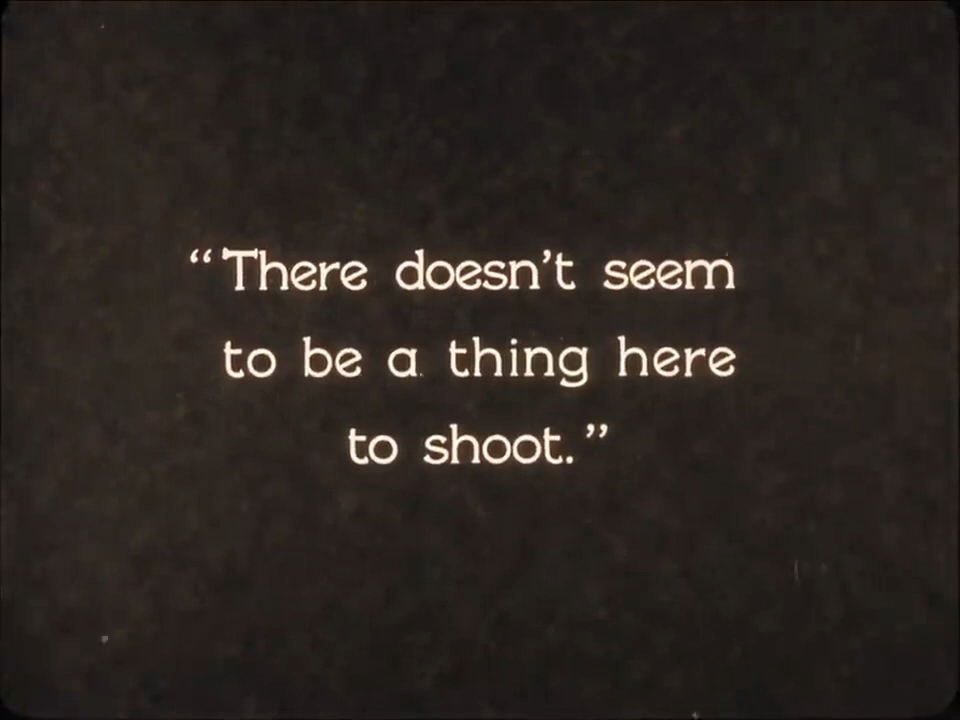 “There doesn’t seem
to be a thing here
to shoot.”